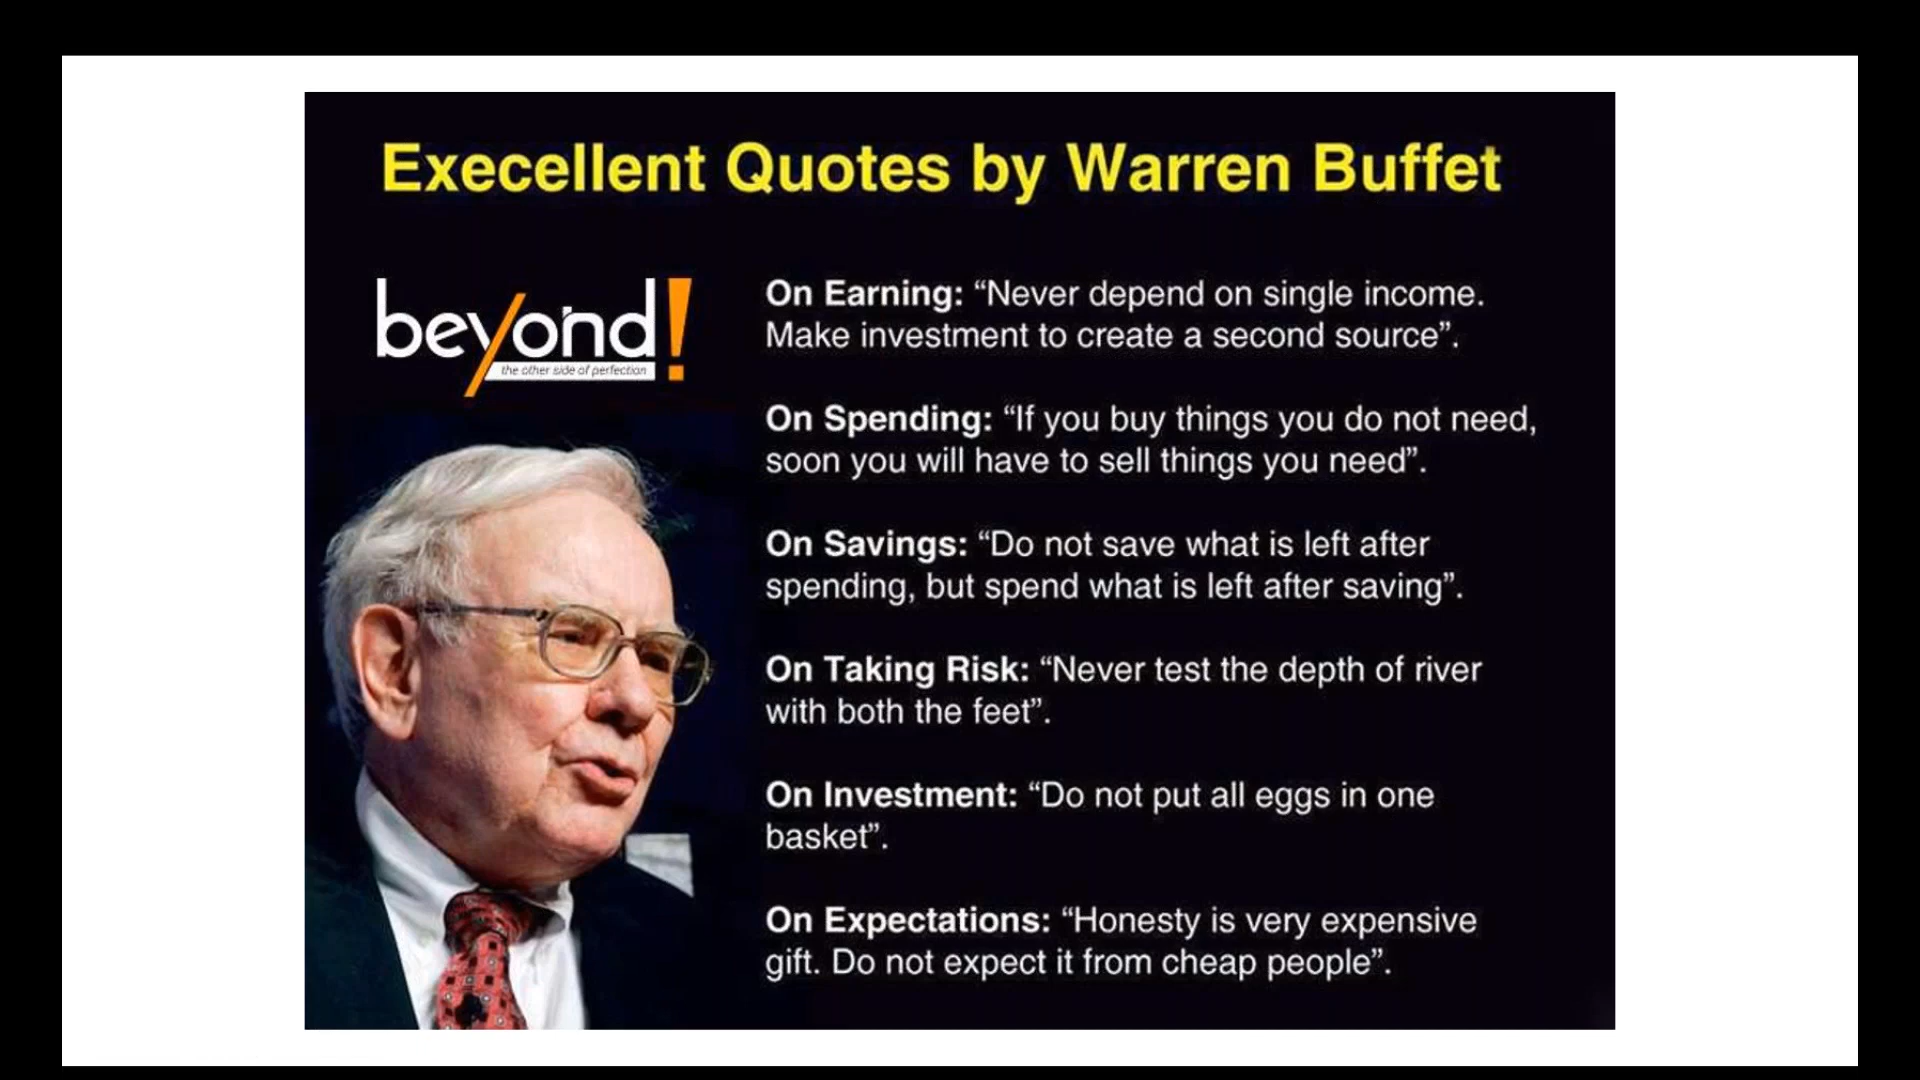 Execellent Quotes by Warren Buffet
beyond!
the other side of perfection
On Earning: “Never depend on single income.
Make investment to create a second source”.
On Spending: “If you buy things you do not need,
soon you will have to sell things you need”.
On Savings: “Do not save what is left after
spending, but spend what is left after saving”.
On Taking Risk: “Never test the depth of river
with both the feet”.
On Investment: “Do not put all eggs in one
basket”.
On Expectations: “Honesty is very expensive
gift. Do not expect it from cheap people”.